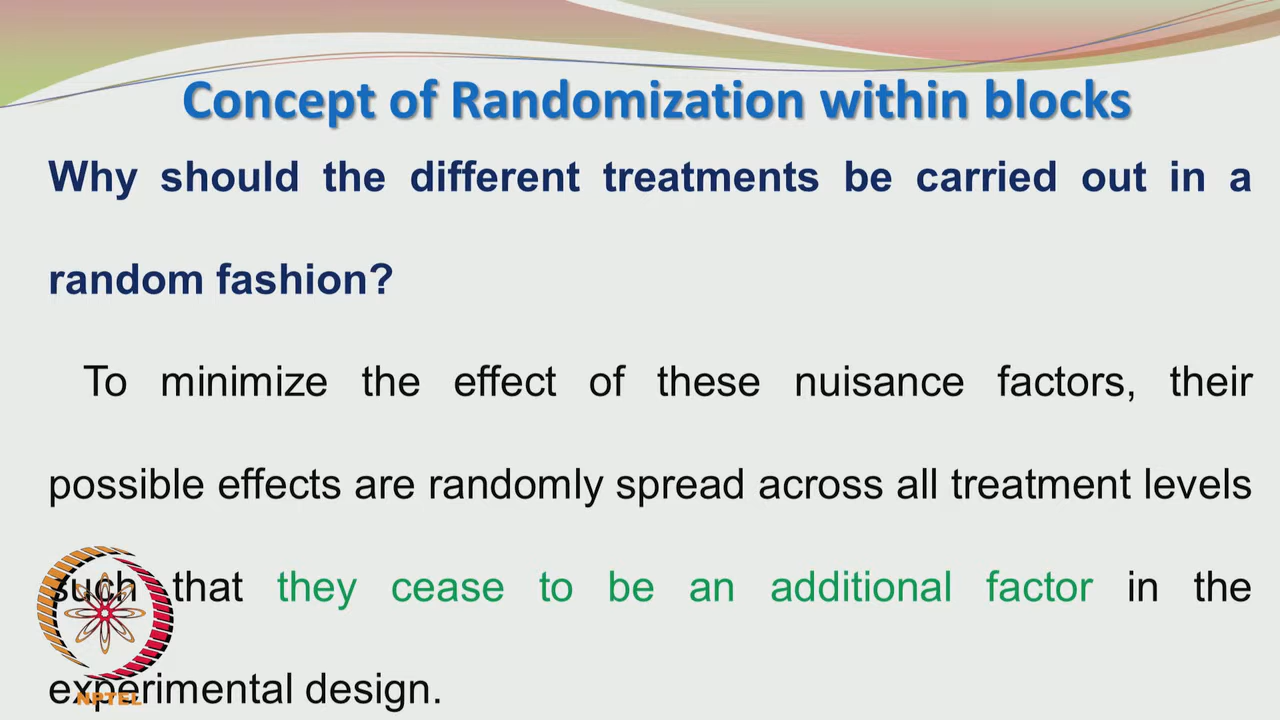 Concept of Randomization within blocks
Why should the different treatments be carried out in a
random fashion?
To minimize the effect of these nuisance factors, their
possible effects are randomly spread across all treatment levels
such that they cease to be an additional factor in the
experimental design.
NPTEL